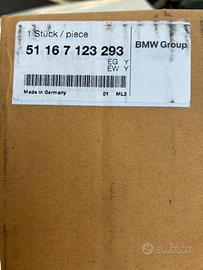 1 Stück / piece
51 16 7 123 293
BMW Group
EG Y
EW Y
Made in Germany 01 ML3
subito